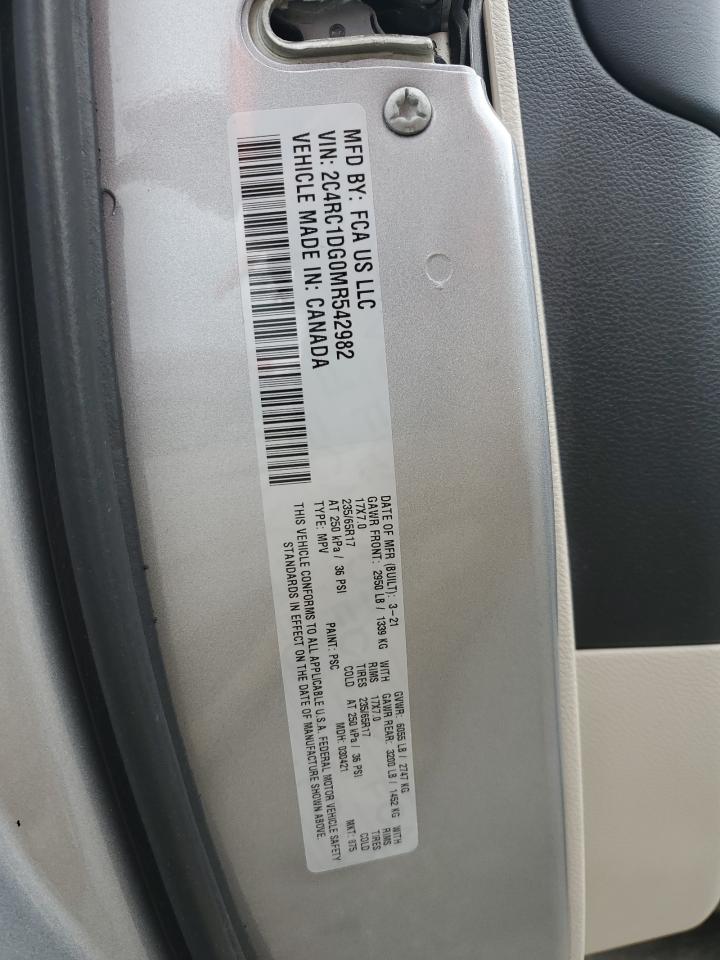 MFD BY: FCA US LLC
VIN: 2C4RC1DG0MR542982
VEHICLE MADE IN: CANADA
DATE OF MFR (BUILT): 3-21 GVWR: 6055 LB / 2747 KG
GAWR FRONT: 2950 LB / 1339 KG WITH GAWR REAR: 3200 LB / 1452 KG WITH
17X7.0 RIMS 17X7.0 RIMS
235/65R17 TIRES 235/65R17 TIRES
AT 250 kPa / 36 PSI COLD AT 250 kPa / 36 PSI COLD
TYPE: MPV PAINT: PSC MDH: 030421 MKT: 875
THIS VEHICLE CONFORMS TO ALL APPLICABLE U.S.A. FEDERAL MOTOR VEHICLE SAFETY
STANDARDS IN EFFECT ON THE DATE OF MANUFACTURE SHOWN ABOVE.